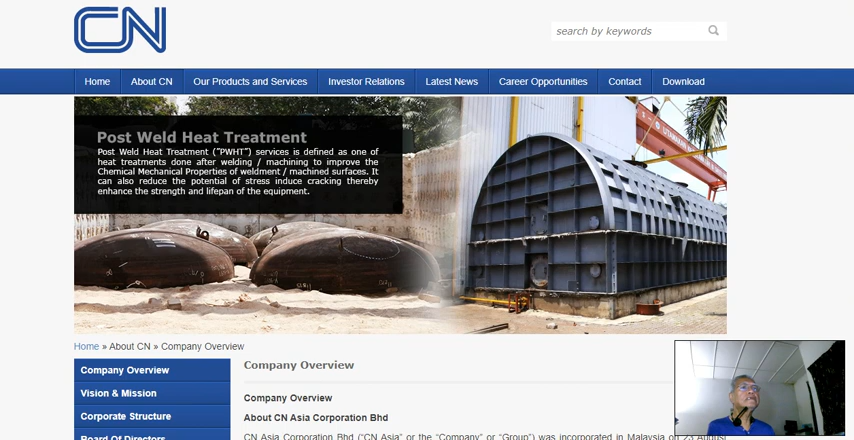 CN
search by keywords
Home About CN Our Products and Services Investor Relations Latest News Career Opportunities Contact Download
Post Weld Heat Treatment
Post Weld Heat Treatment ("PWHT") services is defined as one of
heat treatments done after welding / machining to improve the
Chemical Mechanical Properties of weldment / machined surfaces. It
can also reduce the potential of stress induce cracking thereby
enhance the strength and lifepan of the equipment.
Home » About CN » Company Overview
Company Overview
Vision & Mission
Corporate Structure
Board Of Directors
Company Overview
Company Overview
About CN Asia Corporation Bhd
CN Asia Corporation Bhd ("CN Asia" or the "Company" or "Group") was incorporated in Malaysia on 23 August